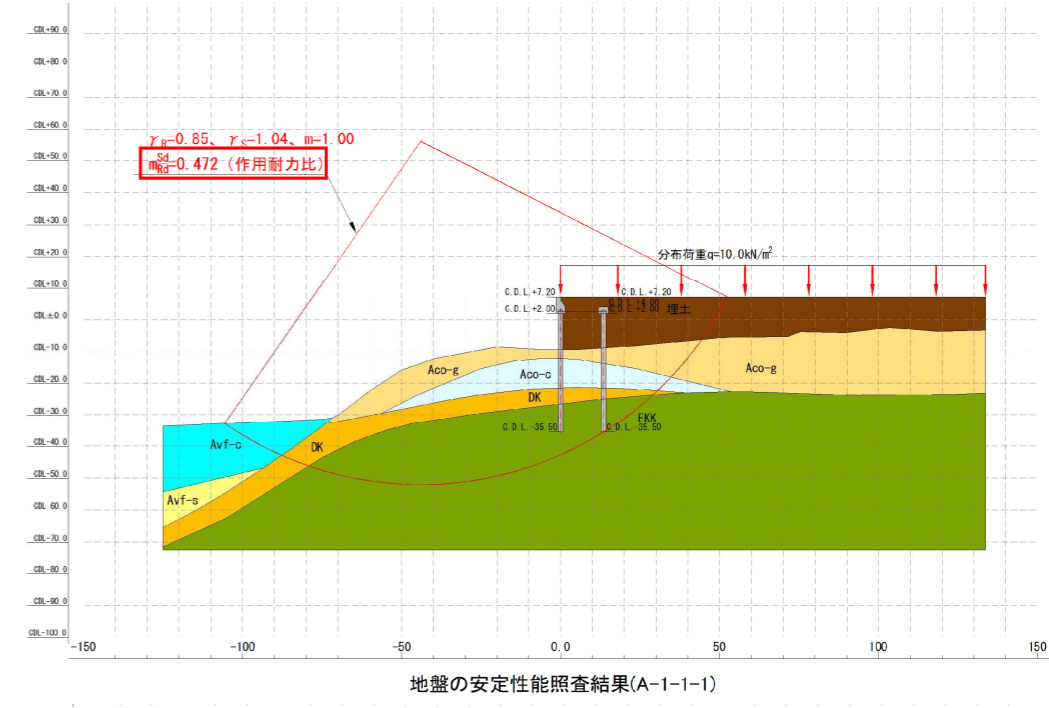 CDL+90.0
CDL+80.0
CDL+70.0
CDL+60.0
CDL+50.0
CDL+40.0
CDL+30.0
CDL+20.0
CDL+10.0
CDL±0.0
CDL-10.0
CDL-20.0
CDL-30.0
CDL-40.0
CDL-50.0
CDL-60.0
CDL-70.0
CDL-80.0
CDL-90.0
CDL-100.0
γR=0.85、γS=1.04、m=1.00
m Sd/Rd=0.472 (作用耐力比)
分布荷重q=10.0kN/m²
C.D.L.+7.20
C.D.L.+7.20
C.D.L.+2.00
C.D.L.+2.00
埋土
Aco-g
Aco-c
Aco-g
DK
C.D.L.-35.50
C.D.L.-35.50
Avf-c
DK
Avf-s
-150
-100
-50
0.0
50
100
150
地盤の安定性能照査結果(A-1-1-1)